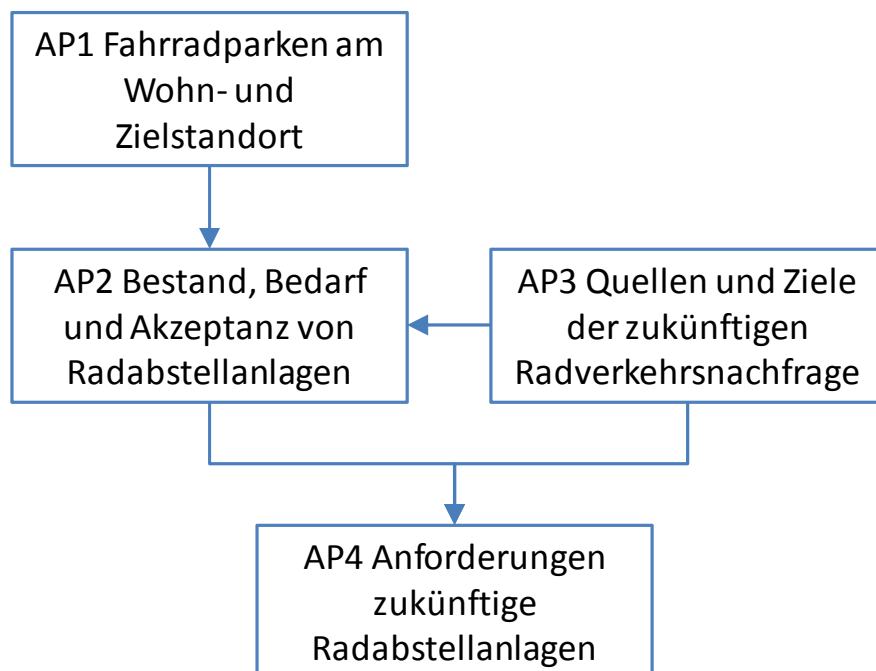 AP1 Fahrradparken am
Wohn- und
Zielstandort
AP2 Bestand, Bedarf
und Akzeptanz von
Radabstellanlagen
AP3 Quellen und Ziele
der zukünftigen
Radverkehrsnachfrage
AP4 Anforderungen
zukünftige
Radabstellanlagen